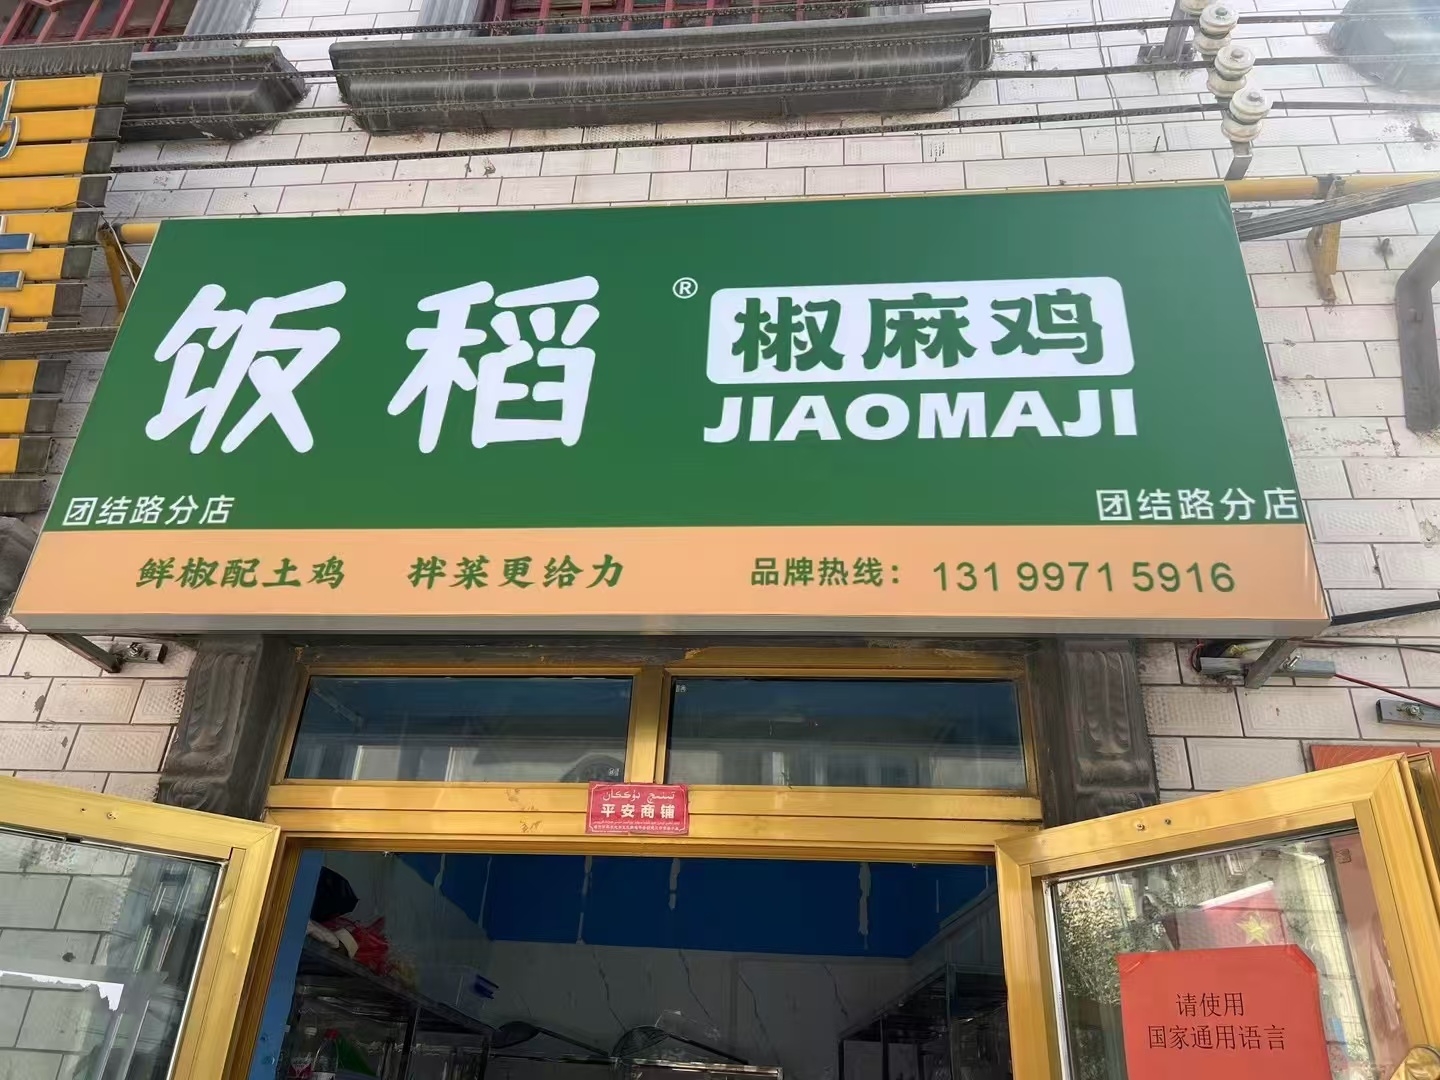 饭稻
®
椒麻鸡
JIAOMAJI
团结路分店
团结路分店
鲜椒配土鸡 拌菜更给力
品牌热线：131 9971 5916
平安商铺
请使用
国家通用语言